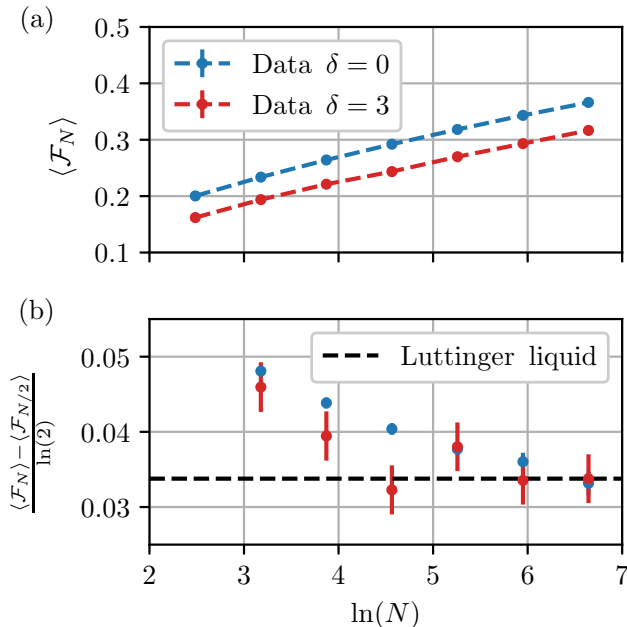 (a)
0.5
0.4
0.3
0.2
0.1
⟨𝓕_N⟩
Data δ = 0
Data δ = 3
(b)
0.05
0.04
0.03
⟨𝓕_N⟩−⟨𝓕_{N/2}⟩
ln(2)
Luttinger liquid
2 3 4 5 6 7
ln(N)